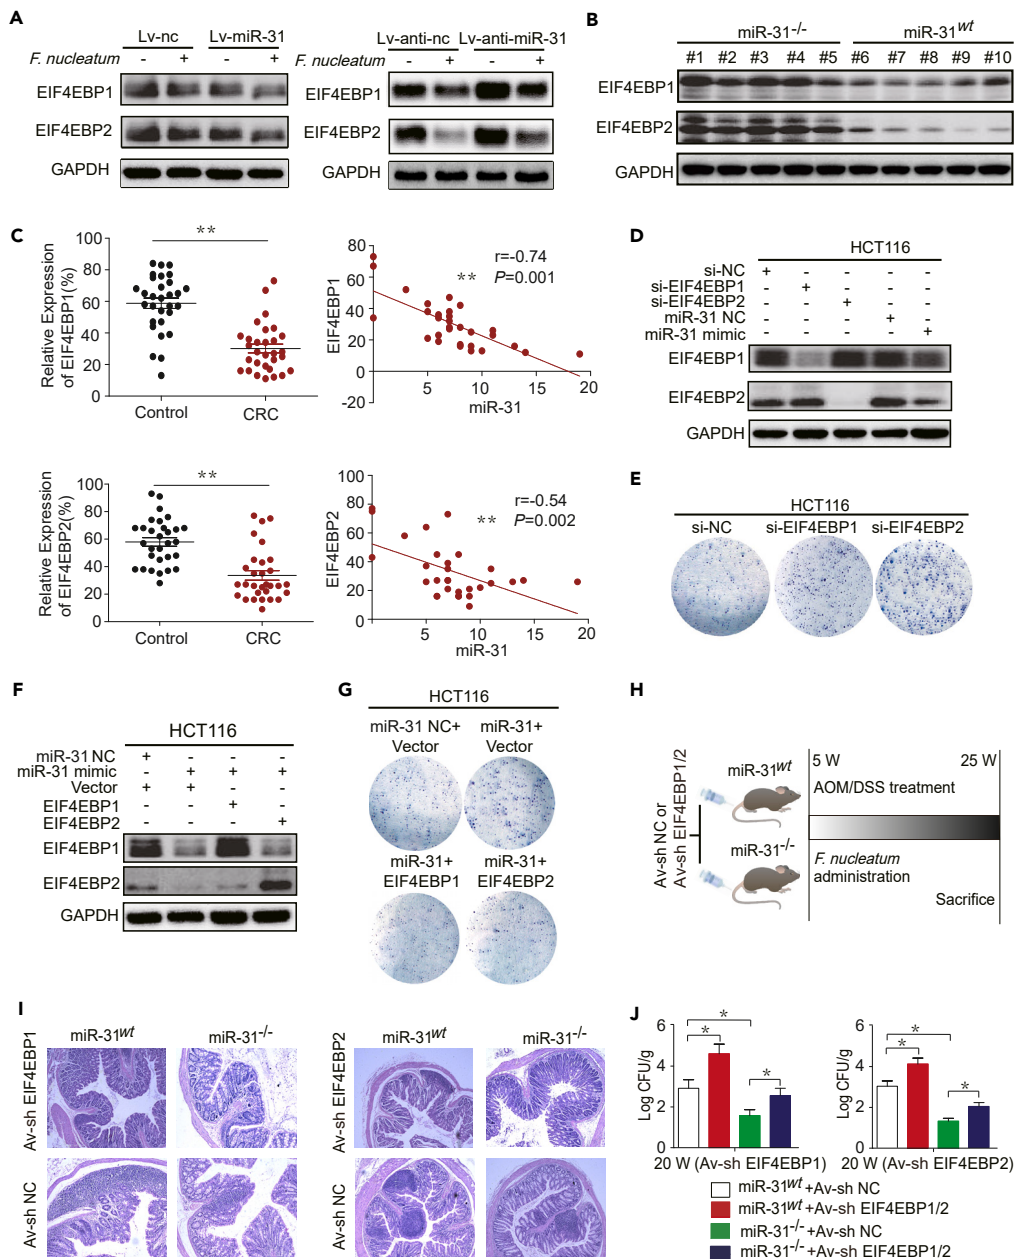 A
Lv-nc Lv-miR-31
F. nucleatum - + - +
EIF4EBP1
EIF4EBP2
GAPDH
Lv-anti-nc Lv-anti-miR-31
F. nucleatum - + - +
EIF4EBP1
EIF4EBP2
GAPDH
B
miR-31-/- miR-31wt
#1 #2 #3 #4 #5 #6 #7 #8 #9 #10
EIF4EBP1
EIF4EBP2
GAPDH
C
Relative Expression
of EIF4EBP1(%)
100
80
60
40
20
0
**
Control CRC
EIF4EBP1
80
60
40
20
0
-20
r=-0.74
** P=0.001
5 10 15 20
miR-31
Relative Expression
of EIF4EBP2(%)
100
80
60
40
20
0
**
Control CRC
EIF4EBP2
100
80
60
40
20
0
r=-0.54
** P=0.002
5 10 15 20
miR-31
D
HCT116
si-NC + - - - -
si-EIF4EBP1 - + - - -
si-EIF4EBP2 - - + - -
miR-31 NC - - - + -
miR-31 mimic - - - - +
EIF4EBP1
EIF4EBP2
GAPDH
E
HCT116
si-NC si-EIF4EBP1 si-EIF4EBP2
F
HCT116
miR-31 NC + - - -
miR-31 mimic - + + +
Vector + + - -
EIF4EBP1 - - + -
EIF4EBP2 - - - +
EIF4EBP1
EIF4EBP2
GAPDH
G
HCT116
miR-31 NC+ miR-31+
Vector Vector
miR-31+ miR-31+
EIF4EBP1 EIF4EBP2
H
Av-sh NC or
Av-sh EIF4EBP1/2
miR-31wt
miR-31-/-
5 W 25 W
AOM/DSS treatment
F. nucleatum
administration
Sacrifice
I
miR-31wt miR-31-/-
Av-sh EIF4EBP1
Av-sh NC
miR-31wt miR-31-/-
Av-sh EIF4EBP2
Av-sh NC
J
Log CFU/g
6
4
2
0
* * *
20 W (Av-sh EIF4EBP1)
Log CFU/g
6
4
2
0
* * *
20 W (Av-sh EIF4EBP2)
miR-31wt+Av-sh NC
miR-31wt+Av-sh EIF4EBP1/2
miR-31-/-+Av-sh NC
miR-31-/-+Av-sh EIF4EBP1/2